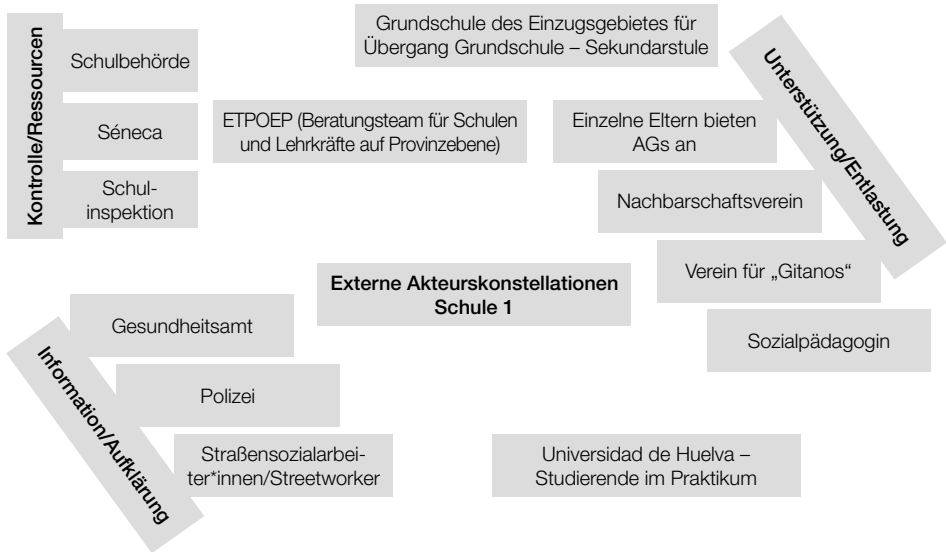 Kontrolle/Ressourcen
Schulbehörde
Séneca
Schul-
inspektion
Grundschule des Einzugsgebietes für
Übergang Grundschule – Sekundarstule
ETPOEP (Beratungsteam für Schulen
und Lehrkräfte auf Provinzebene)
Einzelne Eltern bieten
AGs an
Unterstützung/Entlastung
Nachbarschaftsverein
Verein für „Gitanos“
Sozialpädagogin
Externe Akteurskonstellationen
Schule 1
Information/Aufklärung
Gesundheitsamt
Polizei
Straßensozialarbei-
ter*innen/Streetworker
Universidad de Huelva –
Studierende im Praktikum